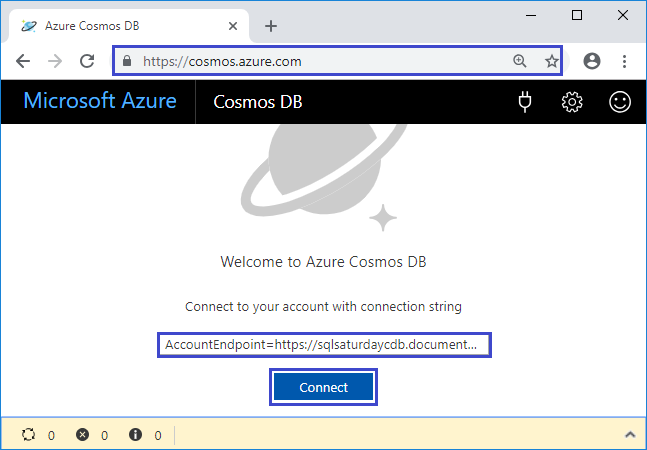 Azure Cosmos DB
https://cosmos.azure.com
Microsoft Azure Cosmos DB
Welcome to Azure Cosmos DB
Connect to your account with connection string
AccountEndpoint=https://sqlsaturdaycdb.document...
Connect
0 0 0